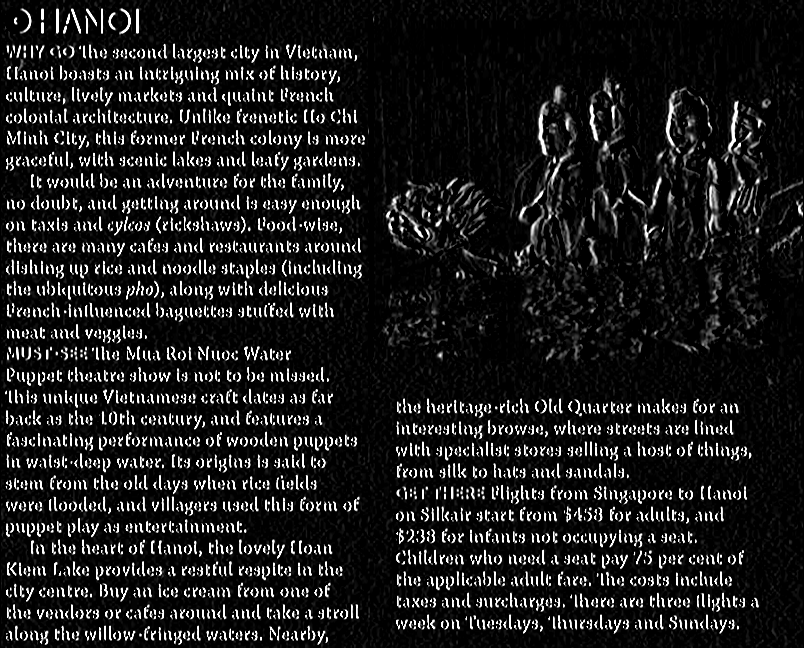 HANOI
WHY GO The second largest city in Vietnam,
Hanoi boasts an intriguing mix of history,
culture, lively markets and quaint French
colonial architecture. Unlike frenetic Ho Chi
Minh City, this former French colony is more
graceful, with scenic lakes and leafy gardens.
It would be an adventure for the family,
no doubt, and getting around is easy enough
on taxis and cylcos (rickshaws). Food-wise,
there are many cafes and restaurants around
dishing up rice and noodle staples (including
the ubiquitous pho), along with delicious
French-influenced baguettes stuffed with
meat and veggies.
MUST-SEE The Mua Roi Nuoc Water
Puppet theatre show is not to be missed.
This unique Vietnamese craft dates as far
back as the 10th century, and features a
fascinating performance of wooden puppets
in waist-deep water. Its origins is said to
stem from the old days when rice fields
were flooded, and villagers used this form of
puppet play as entertainment.
In the heart of Hanoi, the lovely Hoan
Kiem Lake provides a restful respite in the
city centre. Buy an ice cream from one of
the vendors or cafes around and take a stroll
along the willow-fringed waters. Nearby,
the heritage-rich Old Quarter makes for an
interesting browse, where streets are lined
with specialist stores selling a host of things,
from silk to hats and sandals.
GET THERE Flights from Singapore to Hanoi
on Silkair start from $458 for adults, and
$238 for infants not occupying a seat.
Children who need a seat pay 75 per cent of
the applicable adult fare. The costs include
taxes and surcharges. There are three flights a
week on Tuesdays, Thursdays and Sundays.